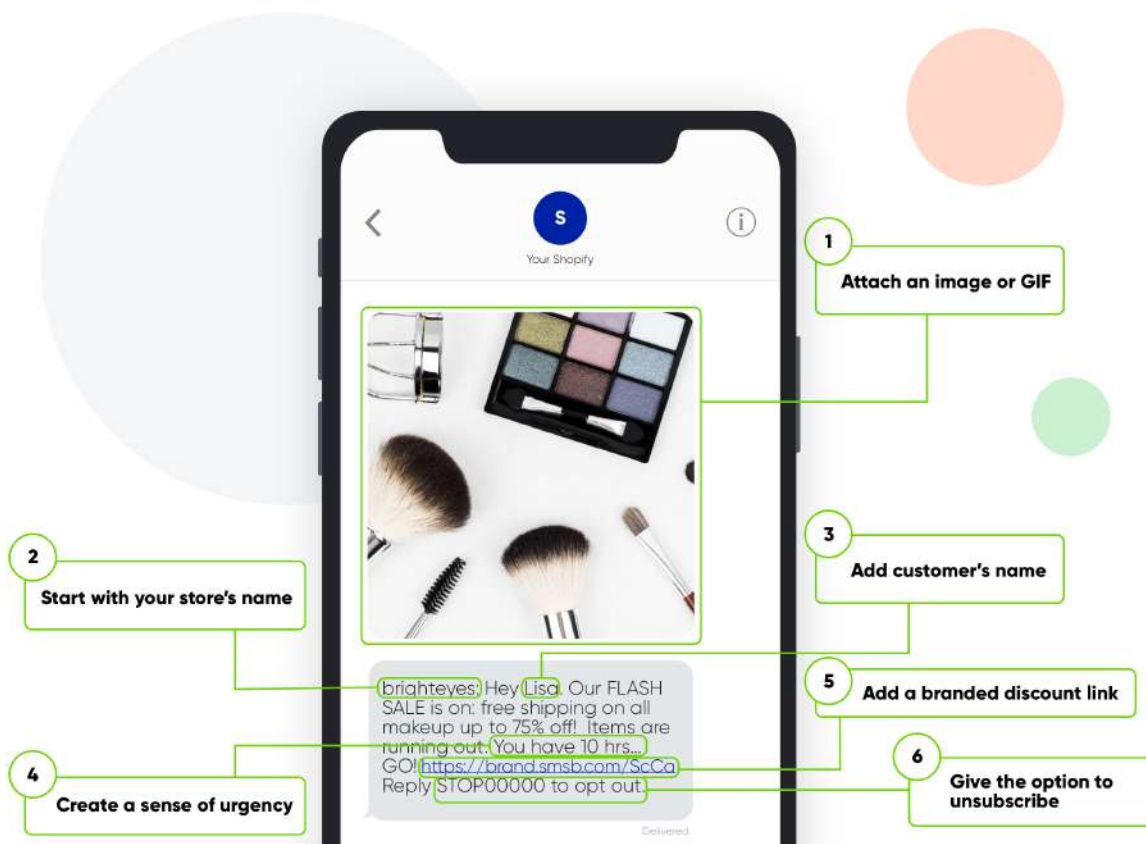 S
Your Shopify
1
Attach an image or GIF
2
Start with your store's name
3
Add customer's name
brighteyes: Hey Lisa. Our FLASH
SALE is on: free shipping on all
makeup up to 75% off! Items are
running out. You have 10 hrs...
GO! https://brand.smsb.com/ScCa
Reply STOP00000 to opt out.
Delivered
4
Create a sense of urgency
5
Add a branded discount link
6
Give the option to
unsubscribe